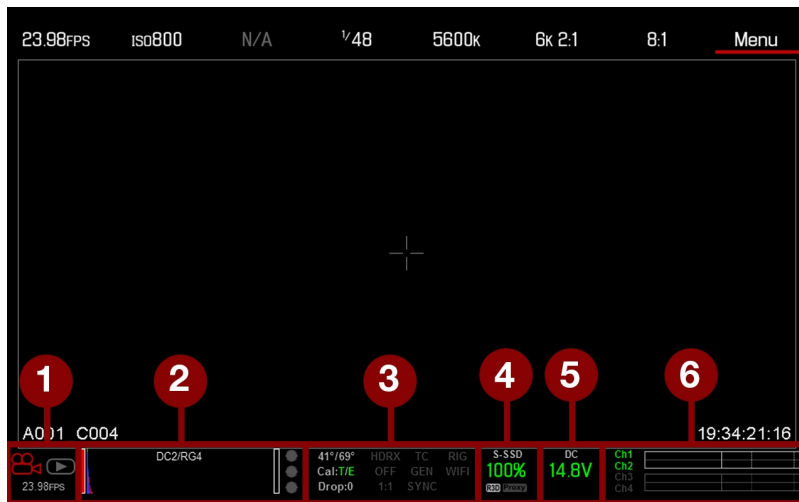 23.98FPS ISO800 N/A 1/48 5600K 6K 2:1 8:1 Menu
1 2 3 4 5 6
A001 C004 19:34:21:16
DC2/RG4 41°/69° HDRX TC RIG S-SSD DC Ch1
Cal:T/E OFF GEN WIFI 100% 14.8V Ch2
23.98FPS Drop:0 1:1 SYNC R3D Proxy Ch3
Ch4